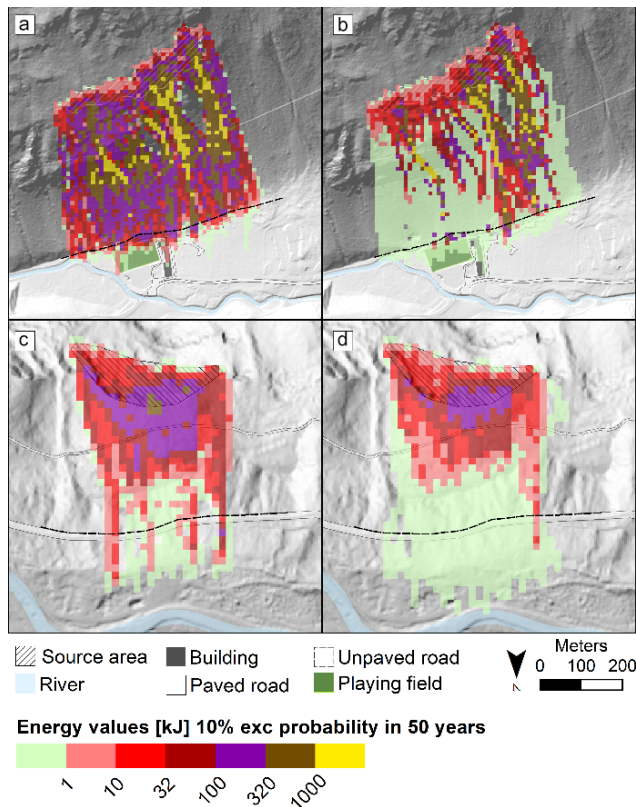 a
b
c
d
Source area
Building
Unpaved road
Meters
0 100 200
River
Paved road
Playing field
N
Energy values [kJ] 10% exc probability in 50 years
1 10 32 100 320 1000